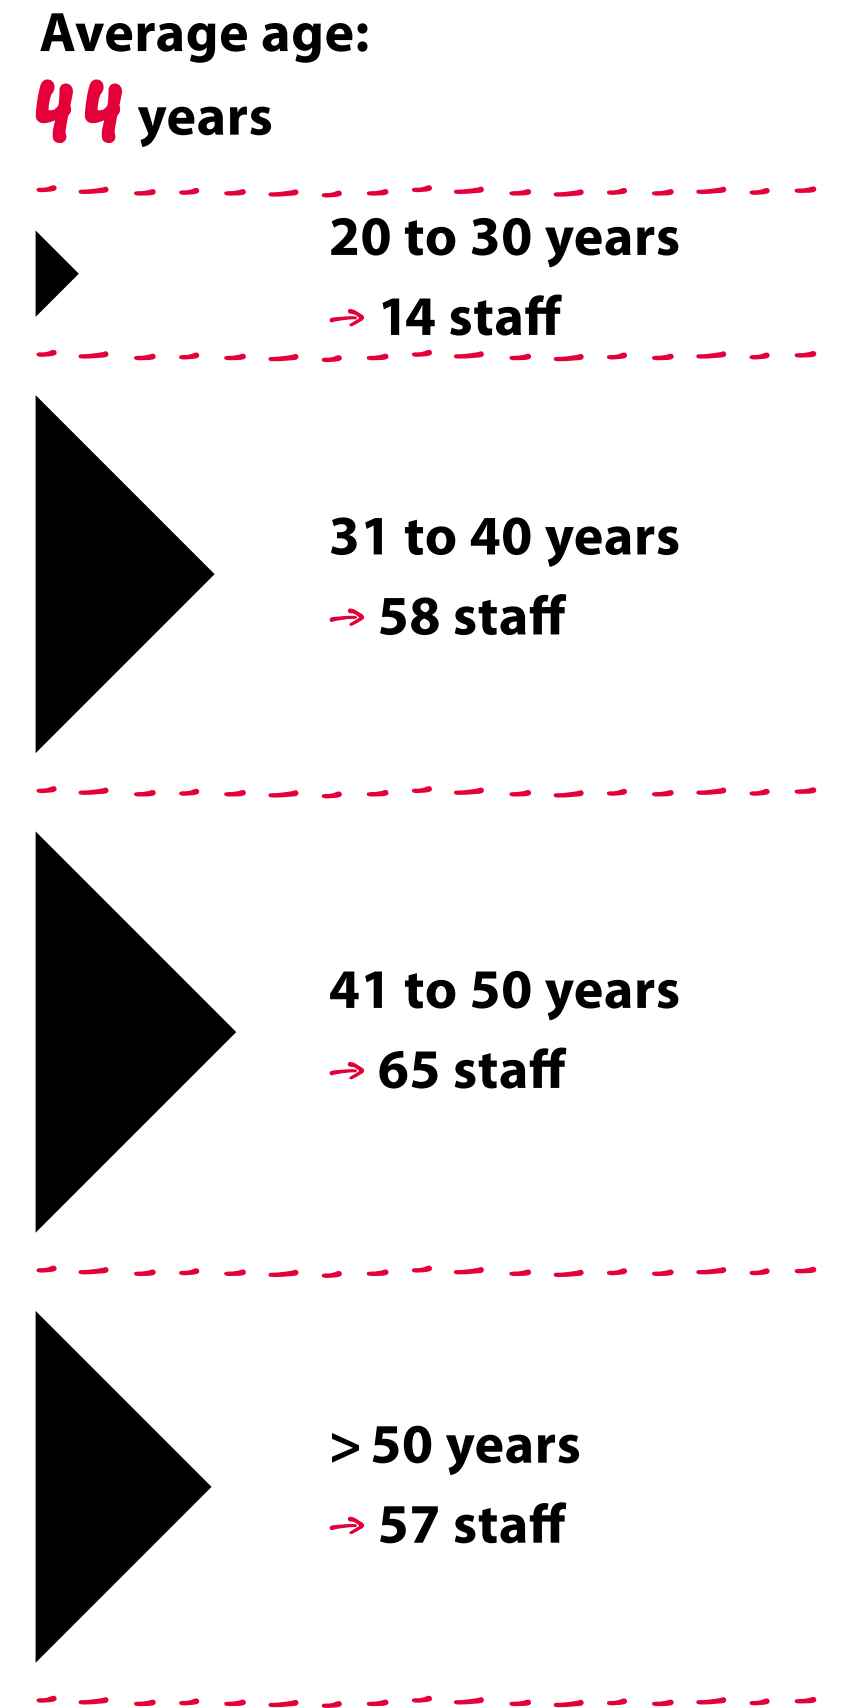 Average age:
44 years
20 to 30 years
→ 14 staff
31 to 40 years
→ 58 staff
41 to 50 years
→ 65 staff
> 50 years
→ 57 staff